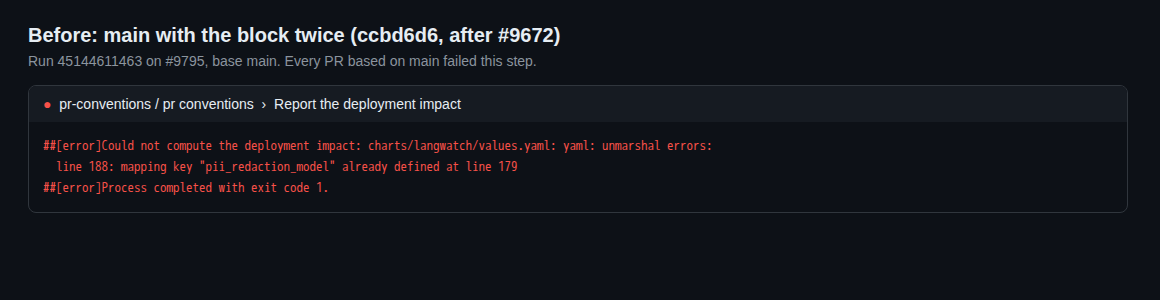 Before: main with the block twice (ccbd6d6, after #9672)
Run 45144611463 on #9795, base main. Every PR based on main failed this step.
● pr-conventions / pr conventions › Report the deployment impact
##[error]Could not compute the deployment impact: charts/langwatch/values.yaml: yaml: unmarshal errors:
  line 188: mapping key "pii_redaction_model" already defined at line 179
##[error]Process completed with exit code 1.